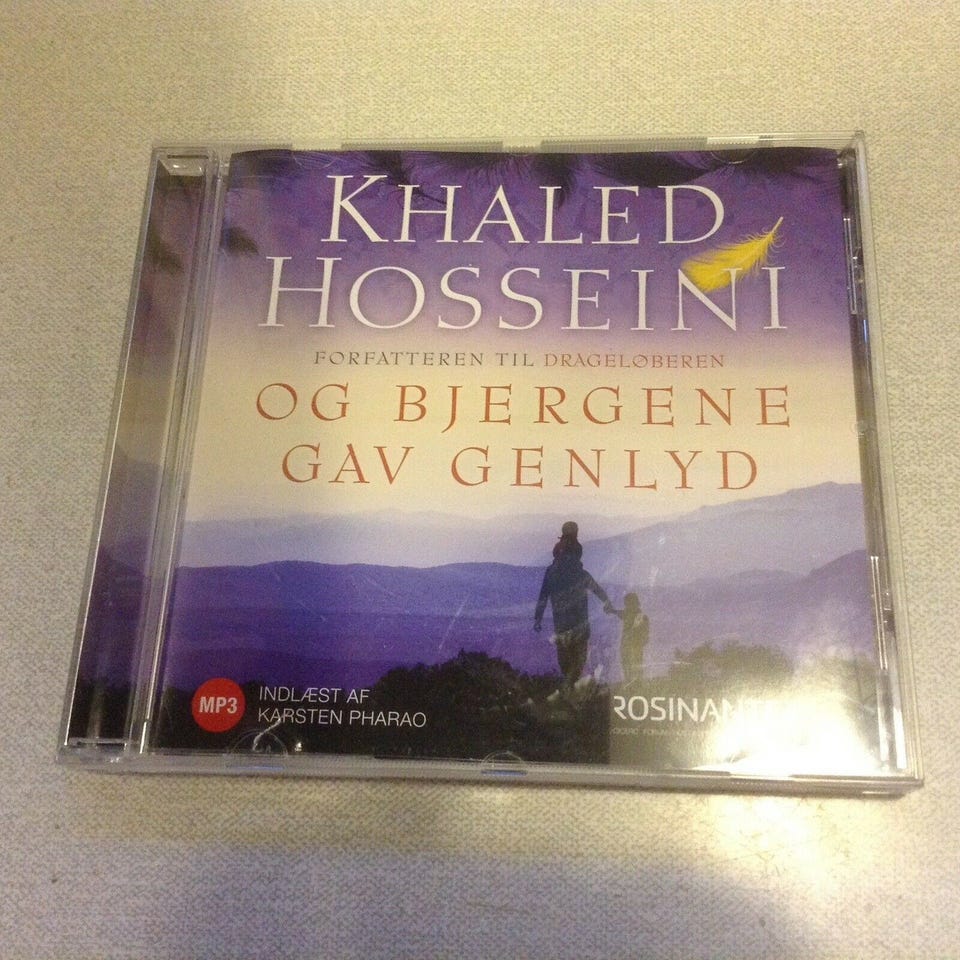 KHALED
HOSSEINI
FORFATTEREN TIL DRAGELØBEREN
OG BJERGENE
GAV GENLYD
MP3
INDLÆST AF
KARSTEN PHARAO